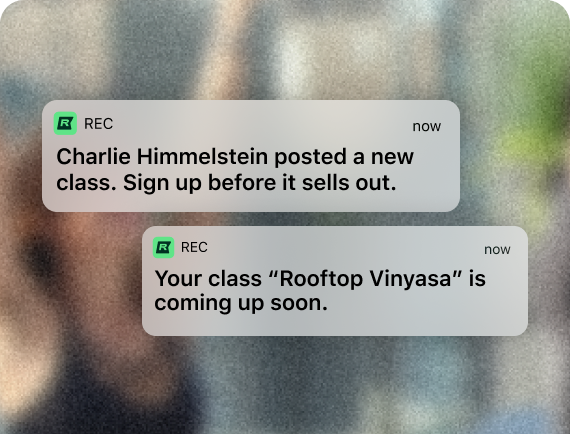 REC
now
Charlie Himmelstein posted a new
class. Sign up before it sells out.
REC
now
Your class “Rooftop Vinyasa” is
coming up soon.